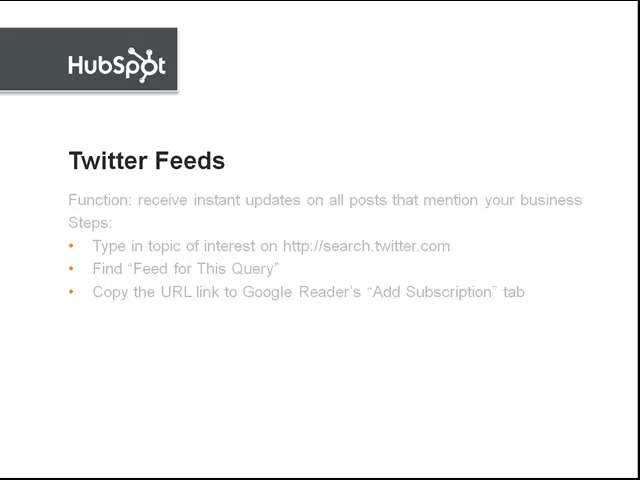 HubSpot
Twitter Feeds
Function: receive instant updates on all posts that mention your business
Steps:
• Type in topic of interest on http://search.twitter.com
• Find “Feed for This Query”
• Copy the URL link to Google Reader’s “Add Subscription” tab